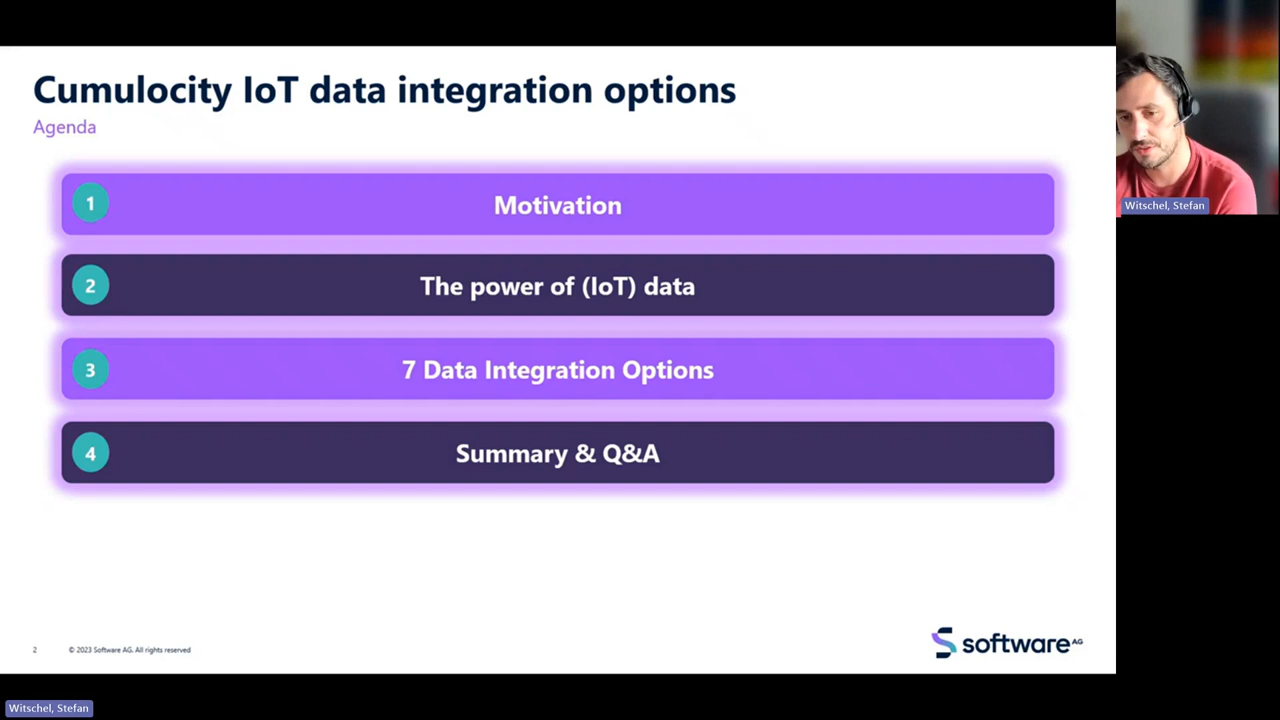 Cumulocity IoT data integration options
Agenda
1 Motivation
2 The power of (IoT) data
3 7 Data Integration Options
4 Summary & Q&A
2 © 2023 Software AG. All rights reserved
software AG
Witschel, Stefan
Witschel, Stefan